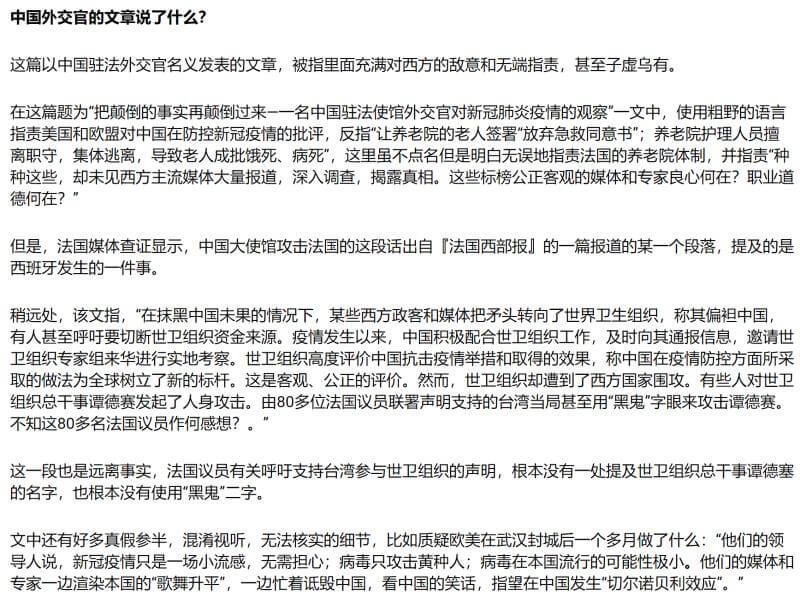 中国外交官的文章说了什么?
这篇以中国驻法外交官名义发表的文章，被指里面充满对西方的敌意和无端指责，甚至子虚乌有。
在这篇题为“把颠倒的事实再颠倒过来—一名中国驻法使馆外交官对新冠肺炎疫情的观察”一文中，使用粗野的语言
指责美国和欧盟对中国在防控新冠疫情的批评，反指“让养老院的老人签署“放弃急救同意书”；养老院护理人员擅
离职守，集体逃离，导致老人成批饿死、病死”，这里虽不点名但是明白无误地指责法国的养老院体制，并指责“种
种这些，却未见西方主流媒体大量报道，深入调查，揭露真相。这些标榜公正客观的媒体和专家良心何在？职业道
德何在？”
但是，法国媒体查证显示，中国大使馆攻击法国的这段话出自『法国西部报』的一篇报道的某一个段落，提及的是
西班牙发生的一件事。
稍远处，该文指，“在抹黑中国未果的情况下，某些西方政客和媒体把矛头转向了世界卫生组织，称其偏袒中国，
有人甚至呼吁要切断世卫组织资金来源。疫情发生以来，中国积极配合世卫组织工作，及时向其通报信息，邀请世
卫组织专家组来华进行实地考察。世卫组织高度评价中国抗击疫情举措和取得的效果，称中国在疫情防控方面所采
取的做法为全球树立了新的标杆。这是客观、公正的评价。然而，世卫组织却遭到了西方国家围攻。有些人对世卫
组织总干事谭德赛发起了人身攻击。由80多位法国议员联署声明支持的台湾当局甚至用“黑鬼”字眼来攻击谭德赛。
不知这80多名法国议员作何感想？。”
这一段也是远离事实，法国议员有关呼吁支持台湾参与世卫组织的声明，根本没有一处提及世卫组织总干事谭德塞
的名字，也根本没有使用“黑鬼”二字。
文中还有好多真假参半，混淆视听，无法核实的细节，比如质疑欧美在武汉封城后一个多月做了什么：“他们的领
导人说，新冠疫情只是一场小流感，无需担心；病毒只攻击黄种人；病毒在本国流行的可能性极小。他们的媒体和
专家一边渲染本国的“歌舞升平”，一边忙着诋毁中国，看中国的笑话，指望在中国发生“切尔诺贝利效应”。”